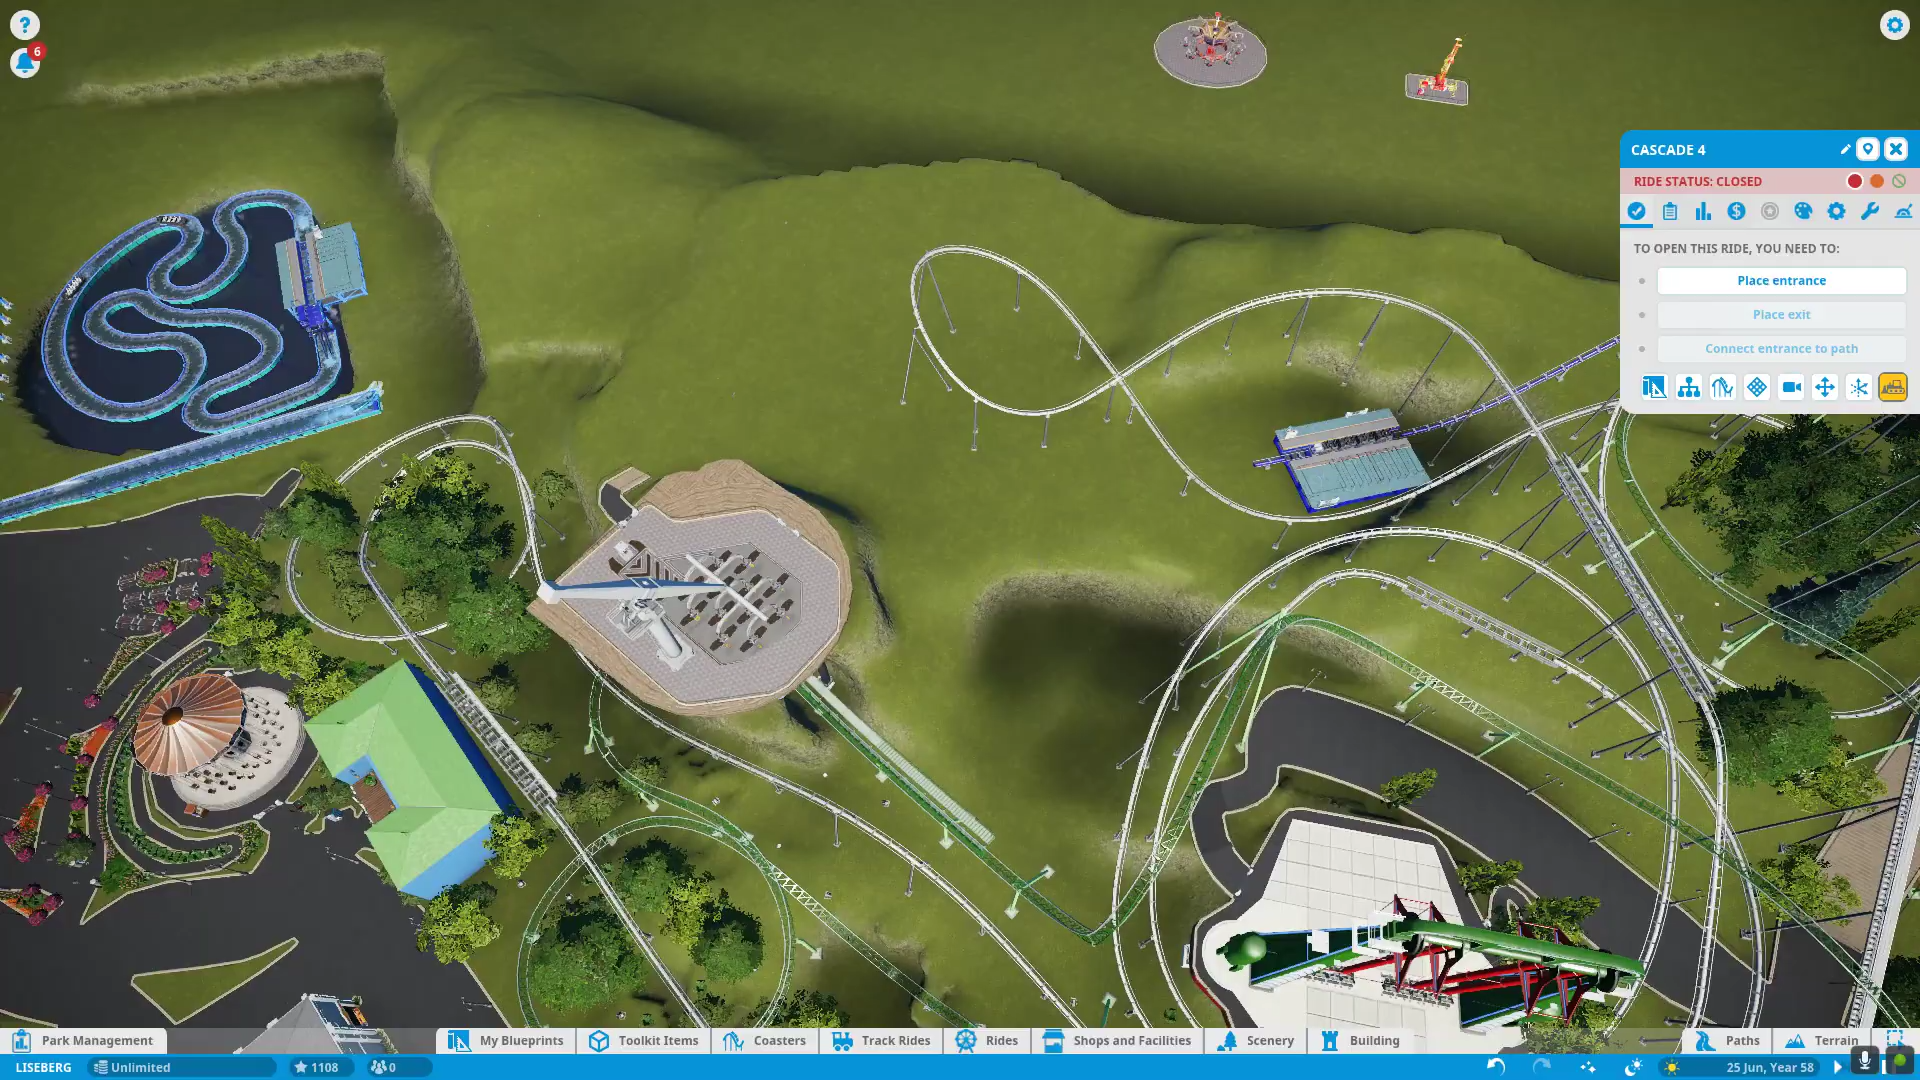 ?
6
CASCADE 4
RIDE STATUS: CLOSED
TO OPEN THIS RIDE, YOU NEED TO:
Place entrance
Place exit
Connect entrance to path
Park Management
My Blueprints
Toolkit Items
Coasters
Track Rides
Rides
Shops and Facilities
Scenery
Building
Paths
Terrain
LISEBERG
Unlimited
1108
0
25 Jun, Year 58